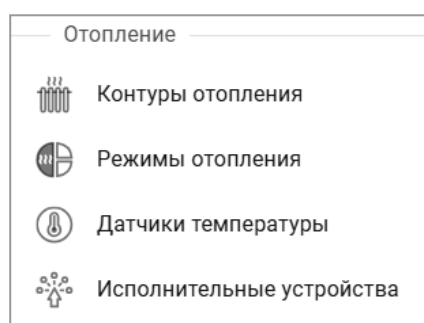 Отопление
Контуры отопления
Режимы отопления
Датчики температуры
Исполнительные устройства